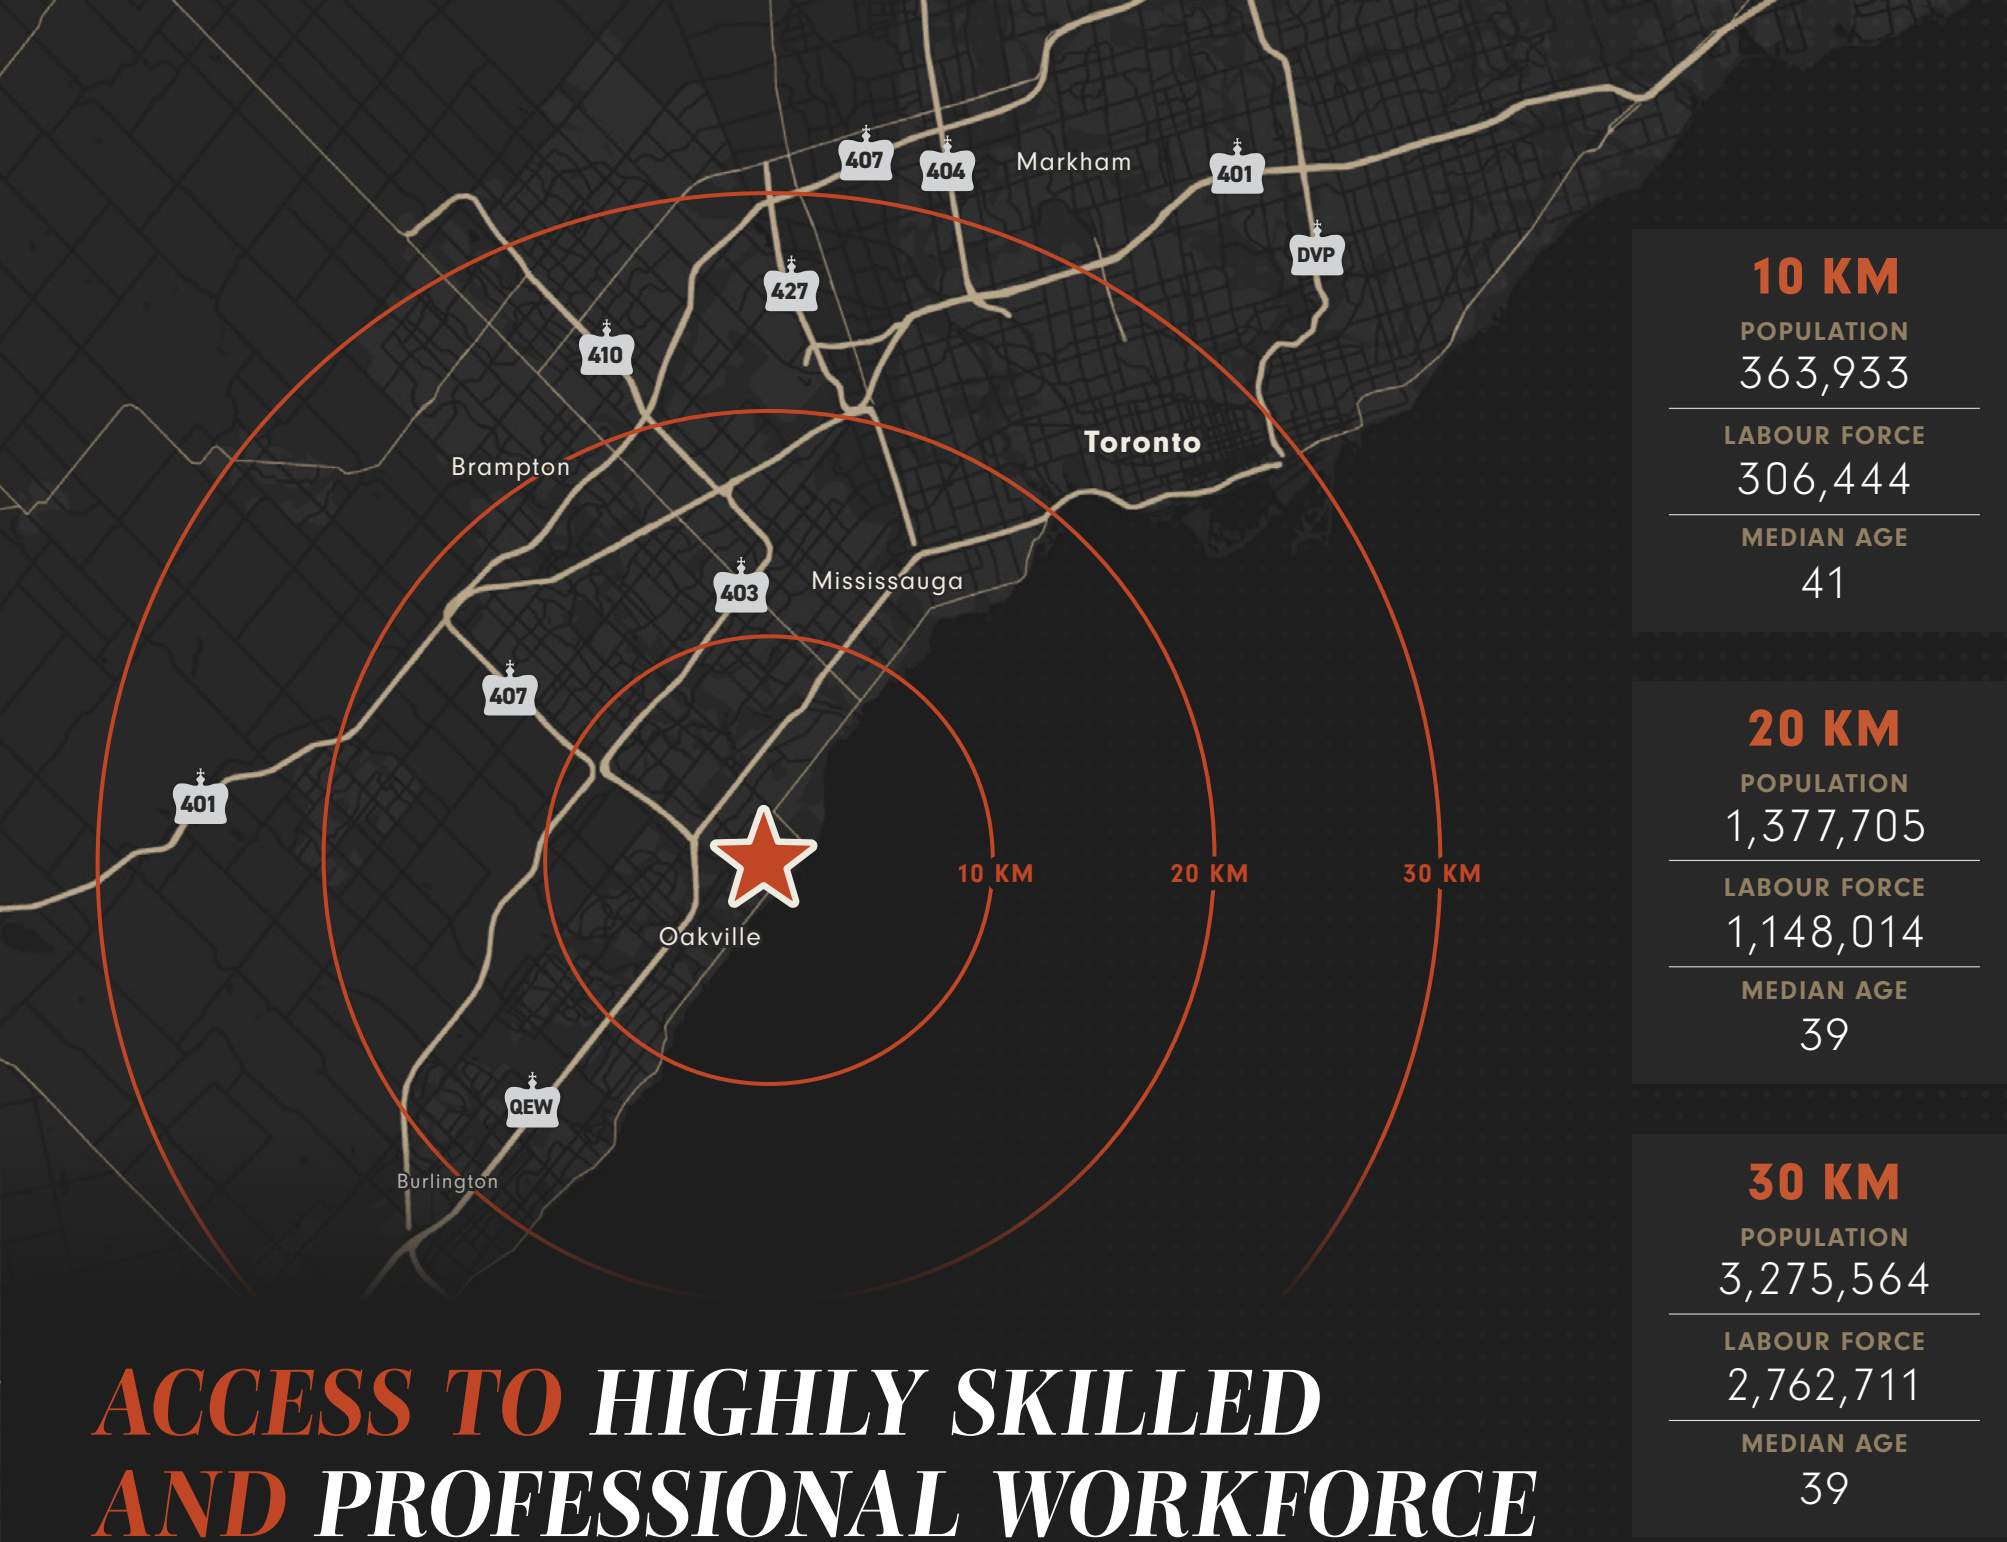 407
404
Markham
401
DVP
427
410
Toronto
Brampton
403
Mississauga
407
401
10 KM
20 KM
30 KM
Oakville
QEW
Burlington
ACCESS TO HIGHLY SKILLED
AND PROFESSIONAL WORKFORCE
10 KM
POPULATION
363,933
LABOUR FORCE
306,444
MEDIAN AGE
41
20 KM
POPULATION
1,377,705
LABOUR FORCE
1,148,014
MEDIAN AGE
39
30 KM
POPULATION
3,275,564
LABOUR FORCE
2,762,711
MEDIAN AGE
39